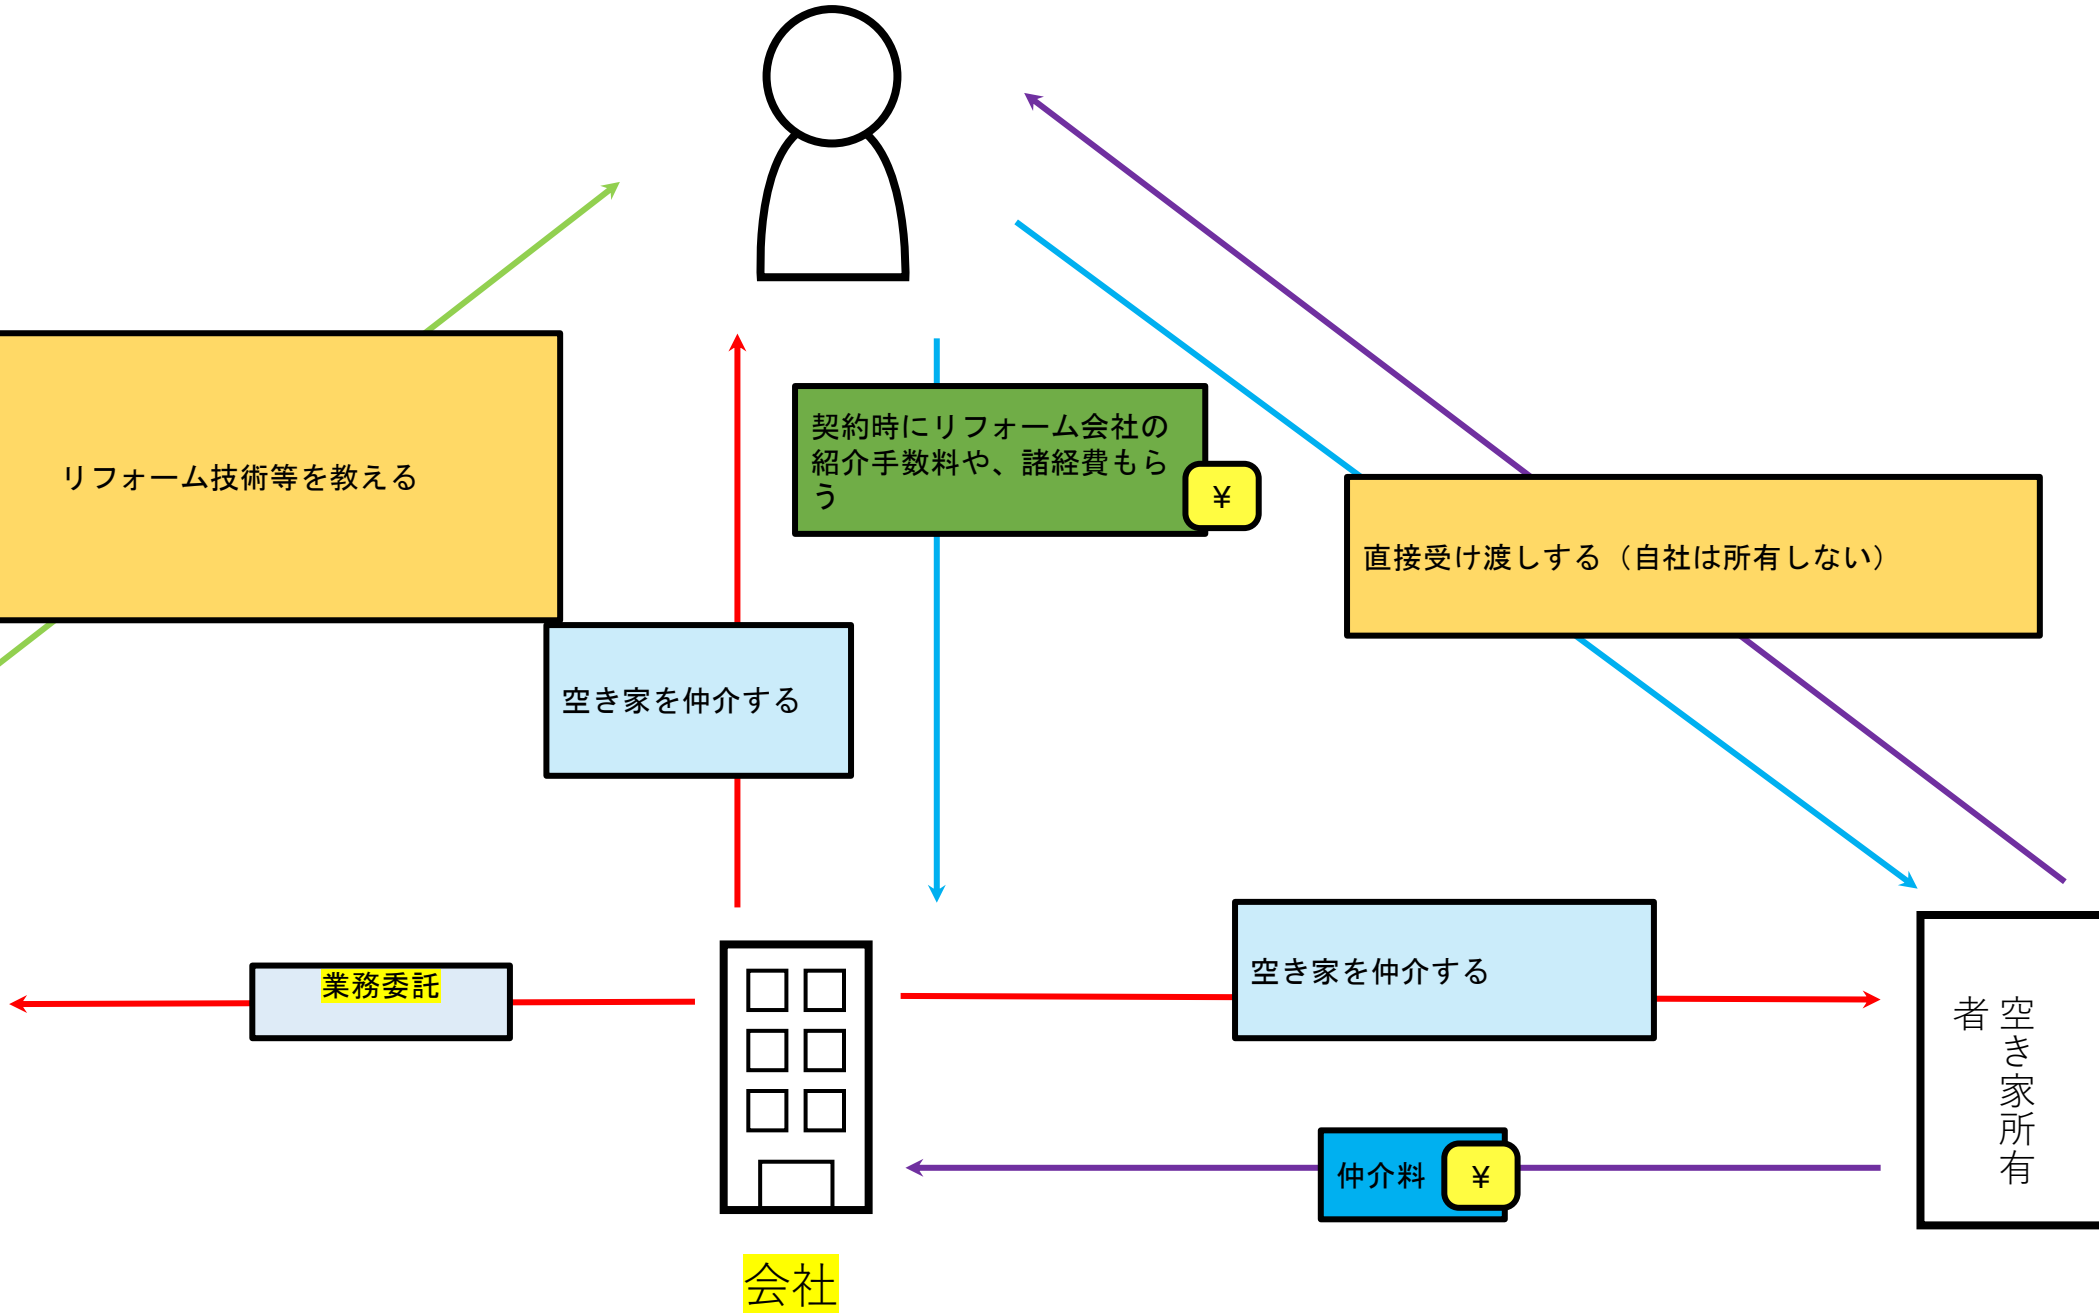 契約時にリフォーム会社の
紹介手数料や、諸経費もら
う
¥
リフォーム技術等を教える
直接受け渡しする（自社は所有しない）
空き家を仲介する
業務委託
空き家を仲介する
空き家所有
者
仲介料
¥
会社